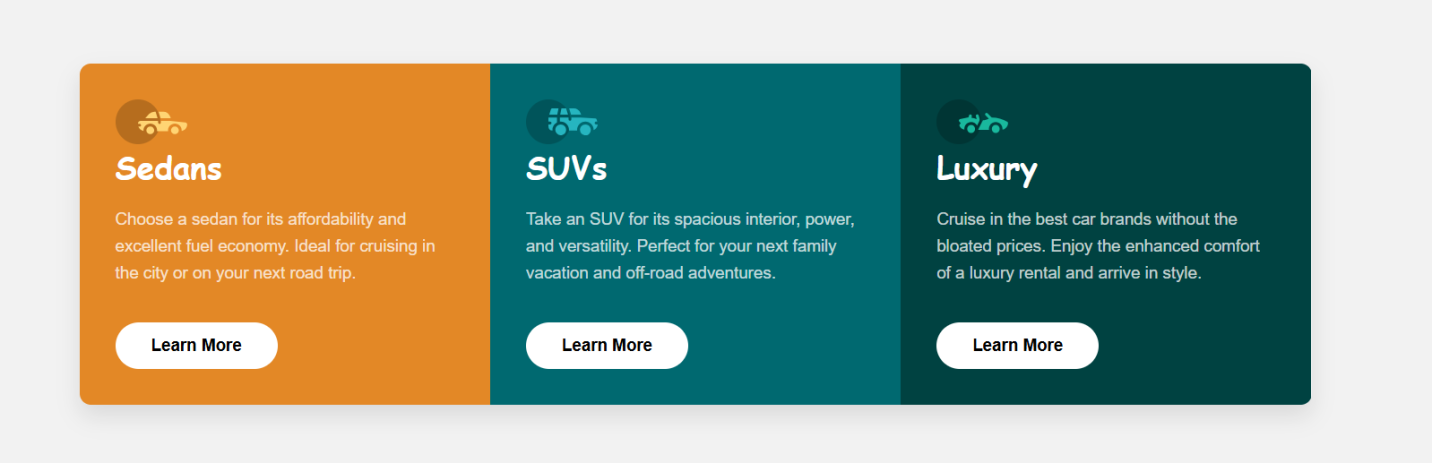 Sedans
Choose a sedan for its affordability and
excellent fuel economy. Ideal for cruising in
the city or on your next road trip.
Learn More
SUVs
Take an SUV for its spacious interior, power,
and versatility. Perfect for your next family
vacation and off-road adventures.
Learn More
Luxury
Cruise in the best car brands without the
bloated prices. Enjoy the enhanced comfort
of a luxury rental and arrive in style.
Learn More